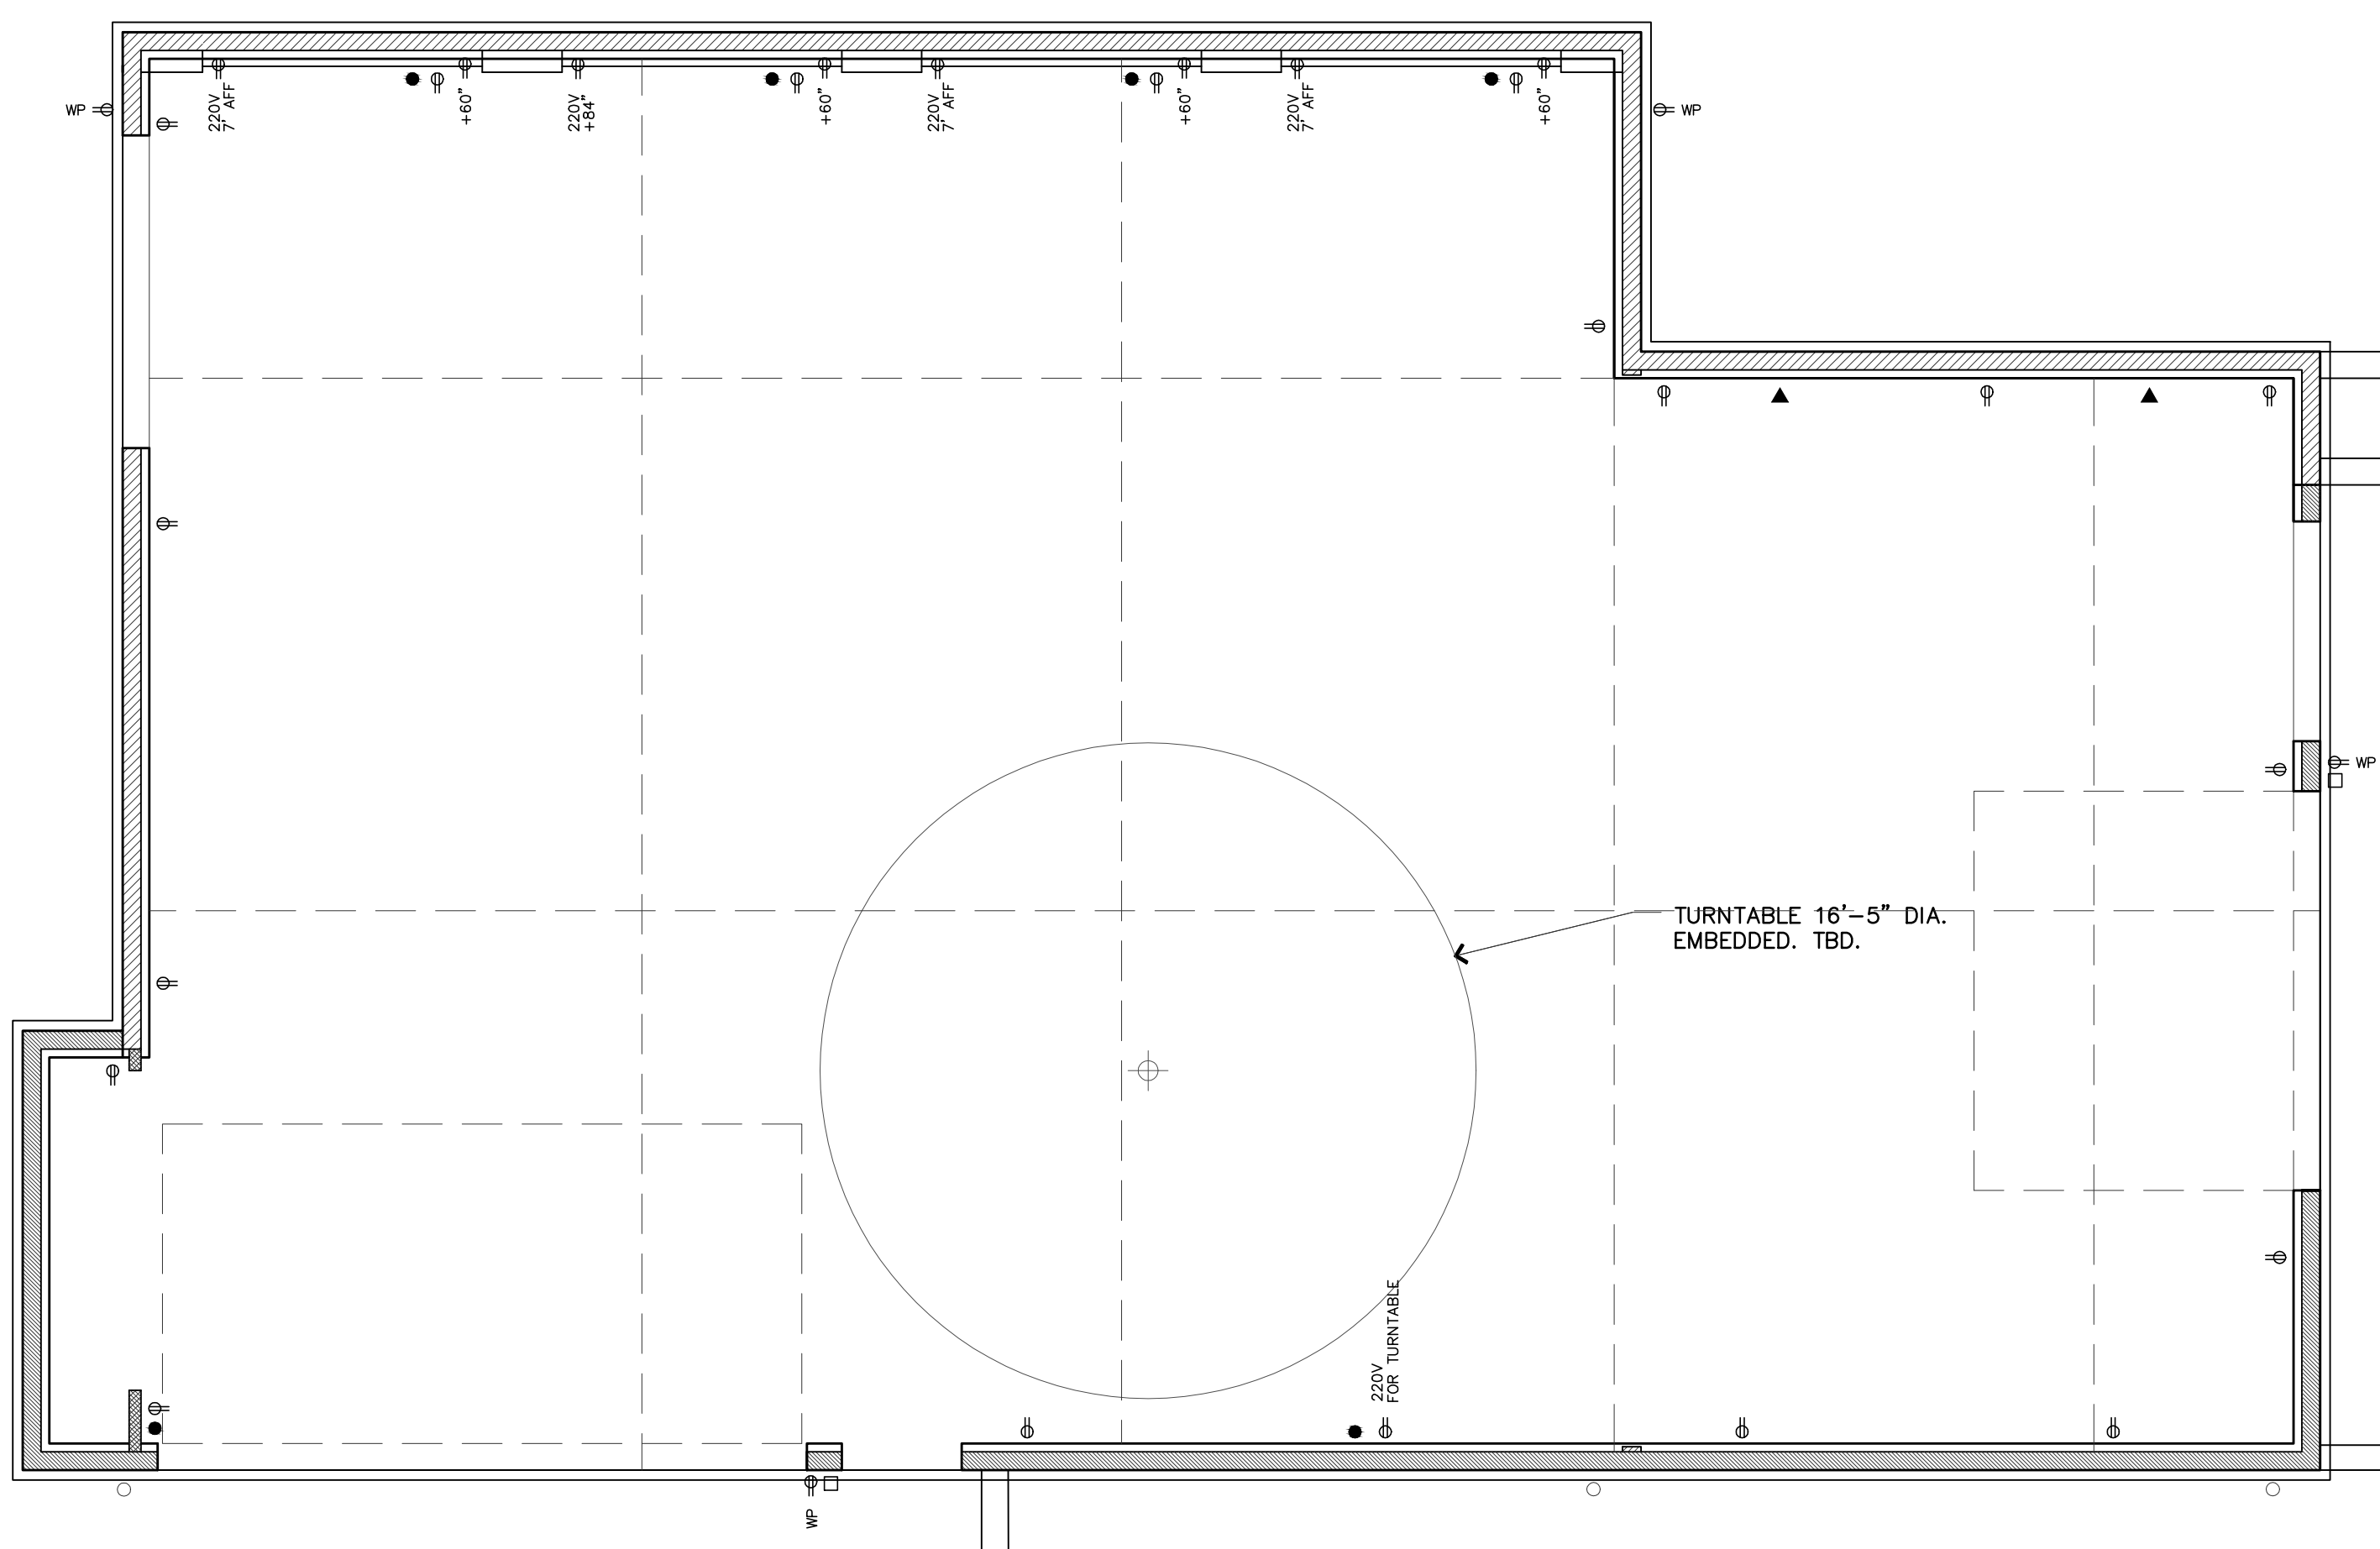 WP
220V
7' AFF
+60"
220V
+84"
+60"
220V
7' AFF
+60"
220V
7' AFF
+60"
WP
WP
TURNTABLE 16'-5" DIA.
EMBEDDED. TBD.
220V
FOR TURNTABLE
WP